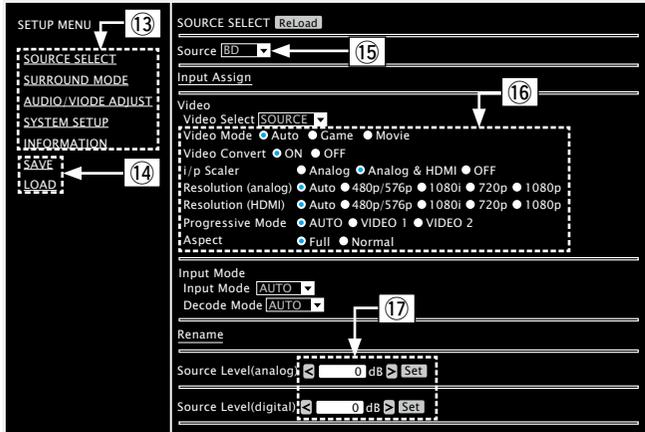 SETUP MENU
⑬
SOURCE SELECT
SURROUND MODE
AUDIO/VIODE ADJUST
SYSTEM SETUP
INFORMATION
SAVE
LOAD
⑭
SOURCE SELECT ReLoad
Source BD
⑮
Input Assign
⑯
Video
Video Select SOURCE
Video Mode Auto Game Movie
Video Convert ON OFF
i/p Scaler Analog Analog & HDMI OFF
Resolution (analog) Auto 480p/576p 1080i 720p 1080p
Resolution (HDMI) Auto 480p/576p 1080i 720p 1080p
Progressive Mode AUTO VIDEO 1 VIDEO 2
Aspect Full Normal
Input Mode
Input Mode AUTO
Decode Mode AUTO
⑰
Rename
Source Level(analog) < 0 dB > Set
Source Level(digital) < 0 dB > Set